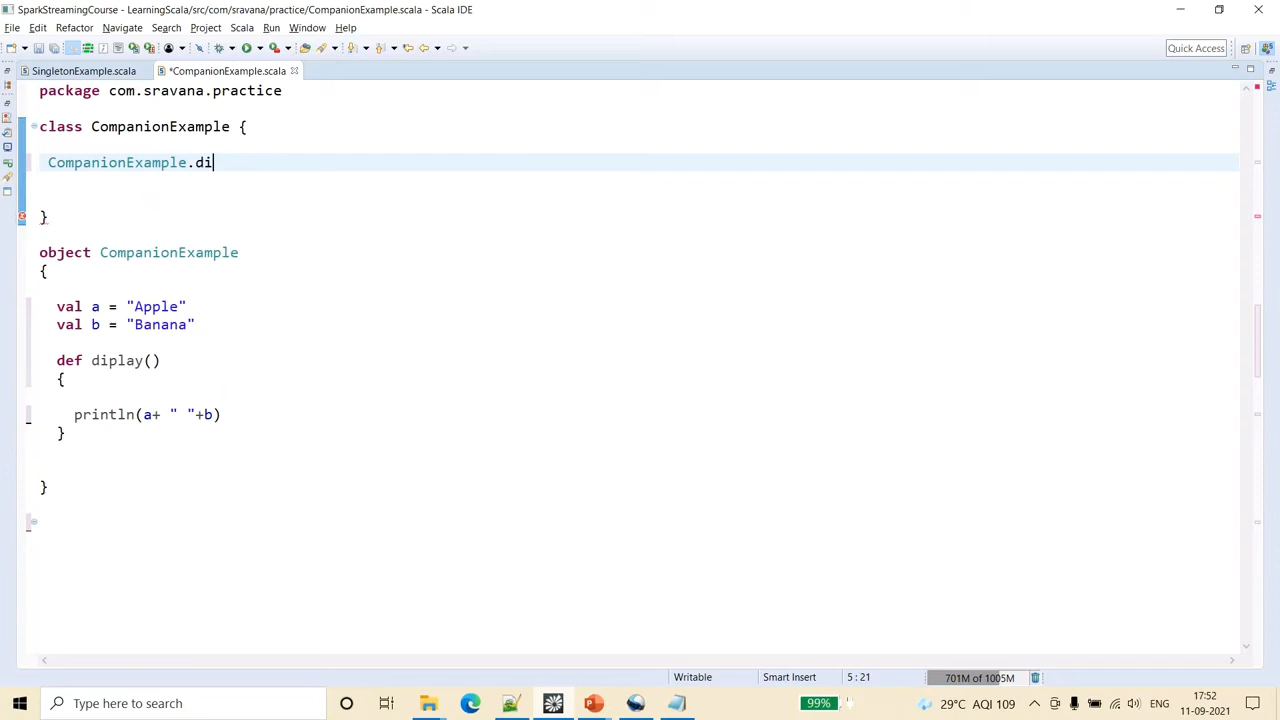 SparkStreamingCourse - LearningScala/src/com/sravana/practice/CompanionExample.scala - Scala IDE
File Edit Refactor Navigate Search Project Scala Run Window Help
Quick Access
SingletonExample.scala *CompanionExample.scala
package com.sravana.practice
class CompanionExample {
CompanionExample.di
}
object CompanionExample
{
val a = "Apple"
val b = "Banana"
def diplay()
{
println(a+ " "+b)
}
}
Writable Smart Insert 5 : 21 701M of 1005M
Type here to search 99% 29°C AQI 109 ENG 17:52 11-09-2021